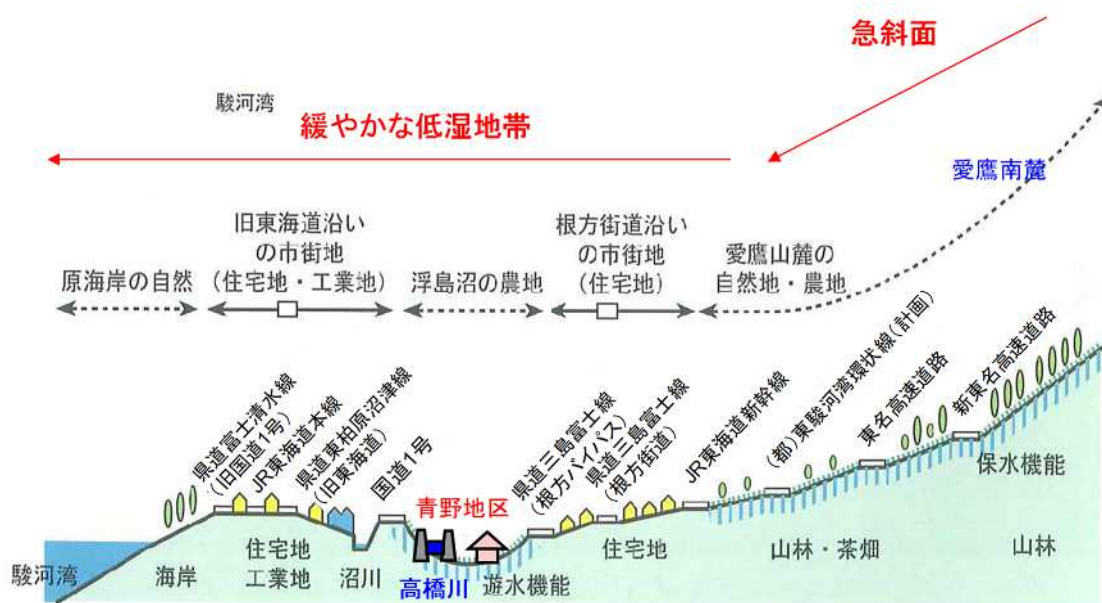 急斜面
駿河湾
緩やかな低湿地帯
愛鷹南麓
原海岸の自然
旧東海道沿い
の市街地
(住宅地・工業地)
浮島沼の農地
根方街道沿い
の市街地
(住宅地)
愛鷹山麓の
自然地・農地
県道富士清水線
(旧国道1号)
JR東海道本線
県道東柏原沼津線
(旧東海道)
国道1号
青野地区
県道三島富士線
(根方バイパス)
県道三島富士線
(根方街道)
JR東海道新幹線
(都)東駿河湾環状線(計画)
東名高速道路
新東名高速道路
保水機能
駿河湾
海岸
住宅地
工業地
沼川
高橋川
遊水機能
住宅地
山林・茶畑
山林